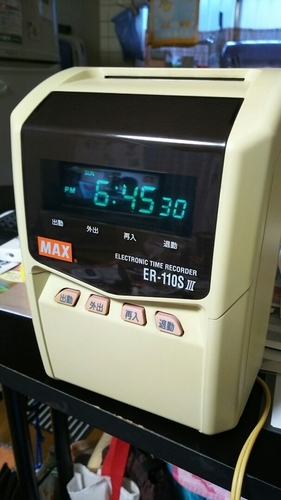 SUN
PM 6:45 30
出勤 外出 再入 退勤
MAX
ELECTRONIC TIME RECORDER
ER-110S III
出勤 外出 再入 退勤